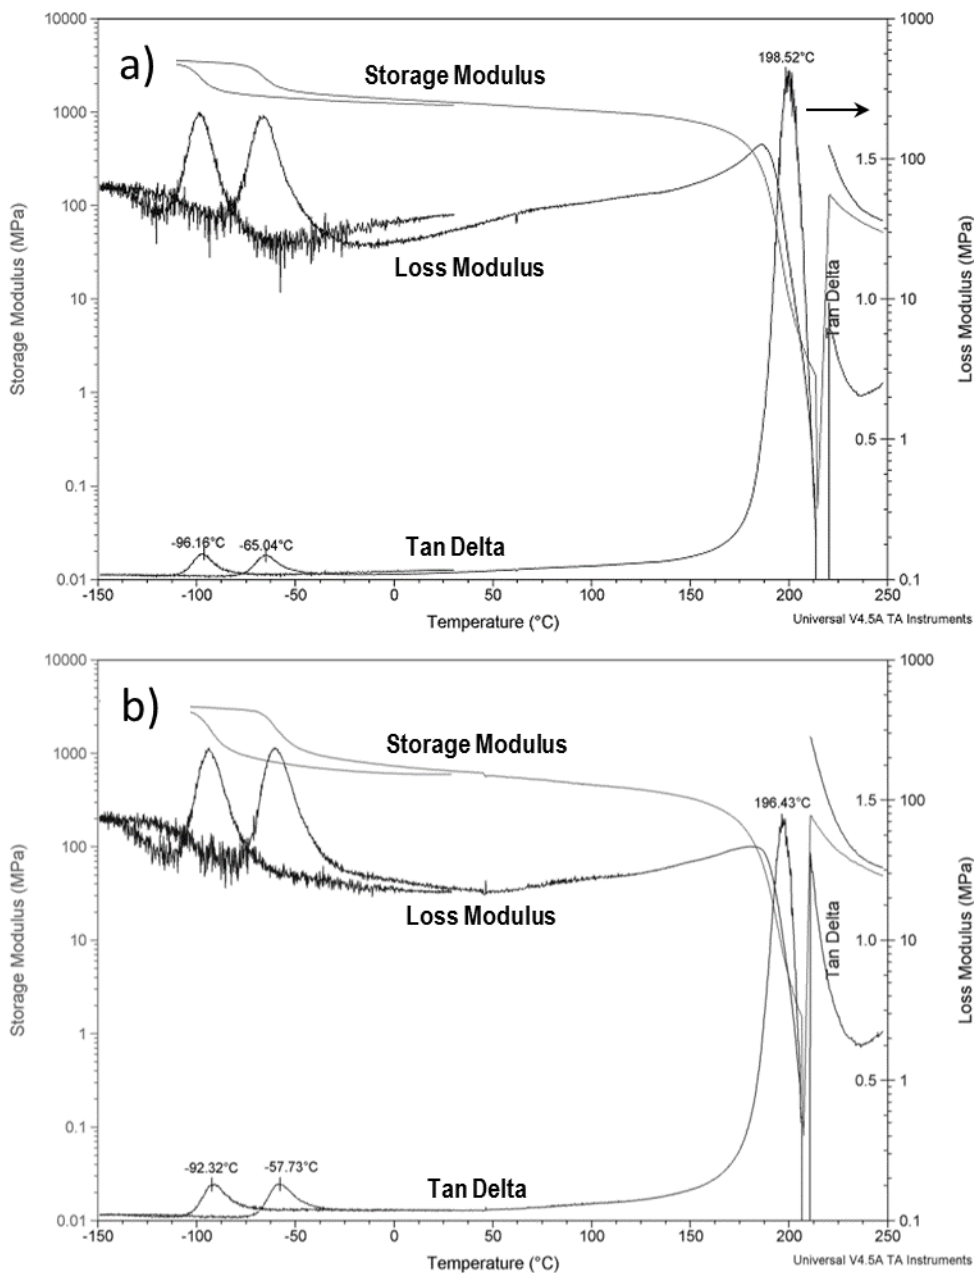 a)
10000
1000
100
10
1
0.1
0.01
Storage Modulus (MPa)
Storage Modulus
198.52°C
Loss Modulus
-96.16°C
-65.04°C
Tan Delta
1.5
1.0
0.5
Tan Delta
1000
100
10
1
0.1
Loss Modulus (MPa)
-150
-100
-50
0
50
100
150
200
250
Temperature (°C)
Universal V4.5A TA Instruments
b)
10000
1000
100
10
1
0.1
0.01
Storage Modulus (MPa)
Storage Modulus
196.43°C
Loss Modulus
-92.32°C
-57.73°C
Tan Delta
1.5
1.0
0.5
Tan Delta
1000
100
10
1
0.1
Loss Modulus (MPa)
-150
-100
-50
0
50
100
150
200
250
Temperature (°C)
Universal V4.5A TA Instruments